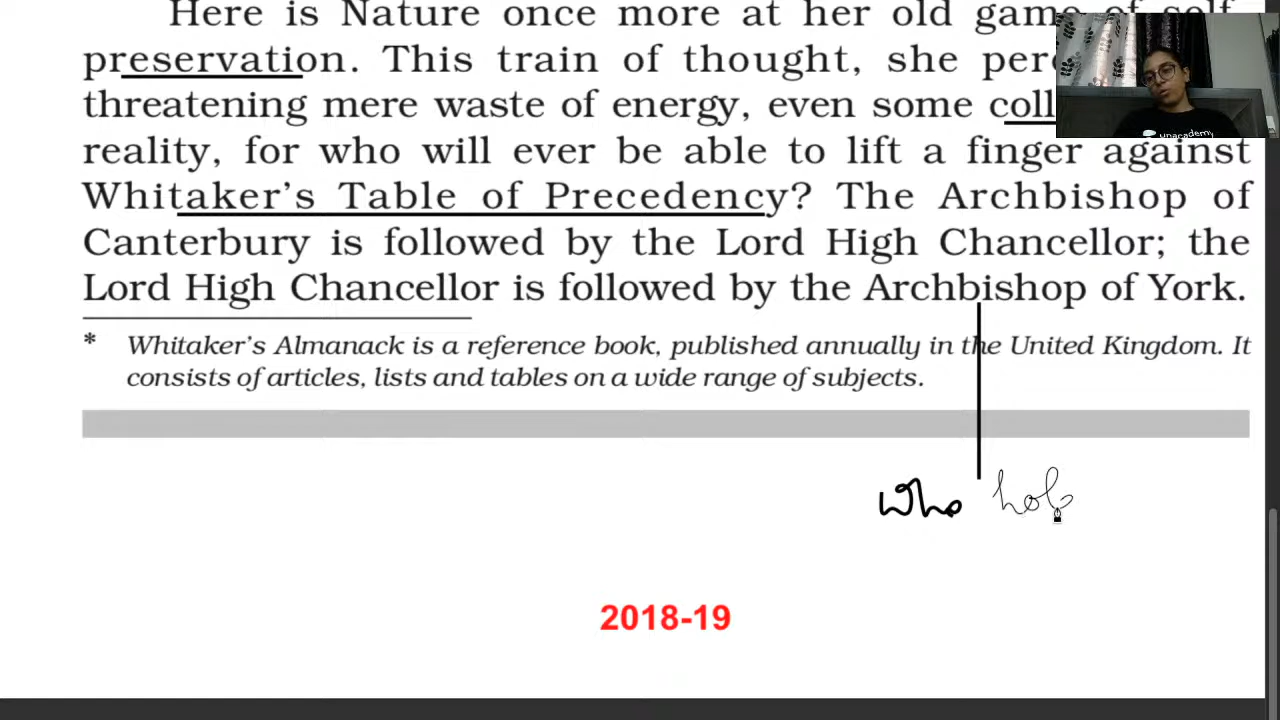 Here is Nature once more at her old game of self-
preservation. This train of thought, she perc
threatening mere waste of energy, even some coll
reality, for who will ever be able to lift a finger against
Whitaker's Table of Precedency? The Archbishop of
Canterbury is followed by the Lord High Chancellor; the
Lord High Chancellor is followed by the Archbishop of York.
* Whitaker's Almanack is a reference book, published annually in the United Kingdom. It
consists of articles, lists and tables on a wide range of subjects.
who
2018-19
unacademy